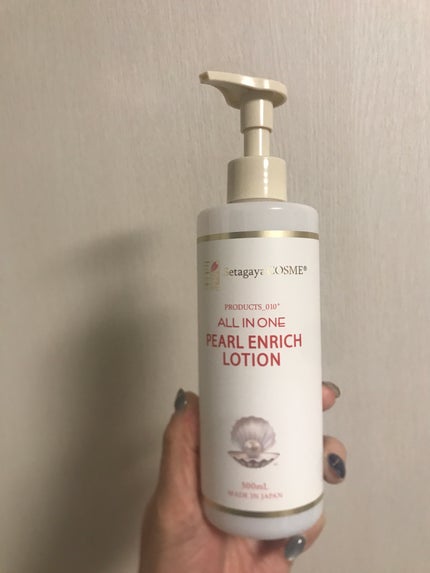 Setagaya COSME®
PRODUCTS_010+
ALL IN ONE
PEARL ENRICH
LOTION
500mL
MADE IN JAPAN